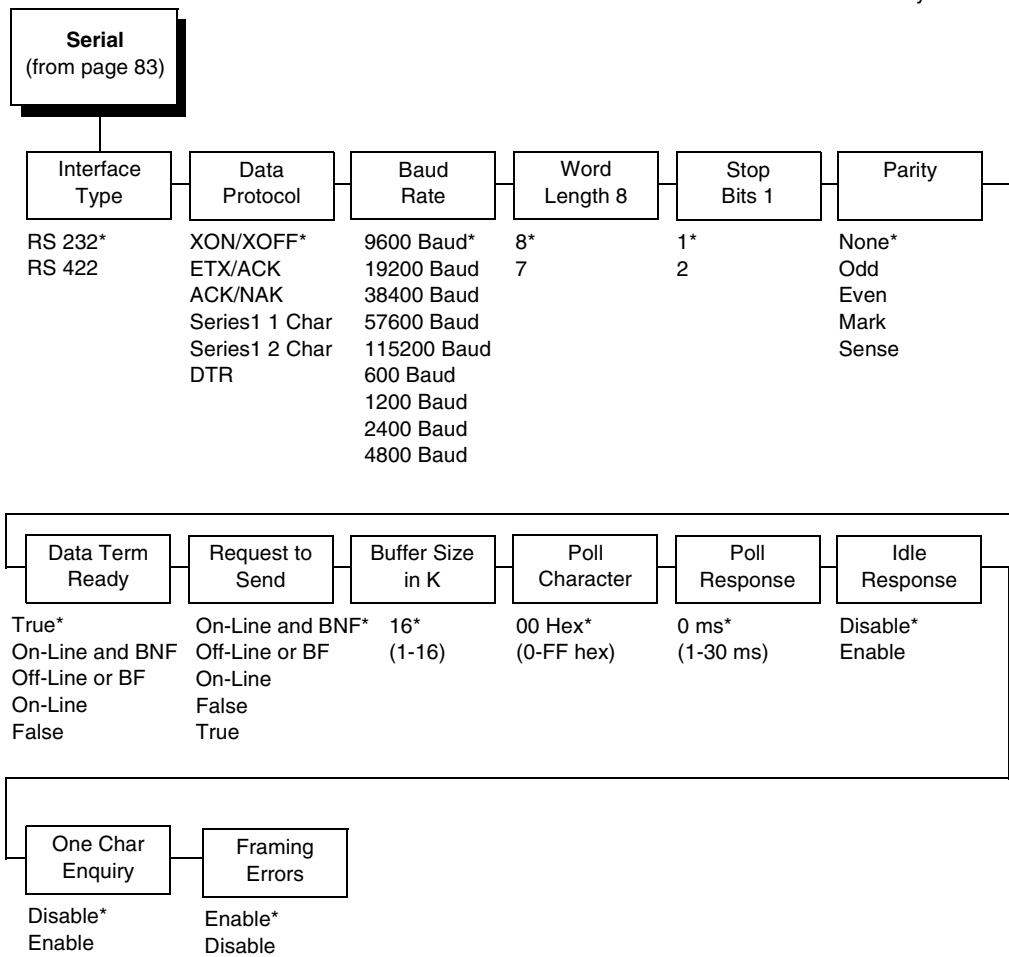 Serial
(from page 83)
Interface
Type
Data
Protocol
Baud
Rate
Word
Length 8
Stop
Bits 1
Parity
RS 232*
RS 422
XON/XOFF*
ETX/ACK
ACK/NAK
Series1 1 Char
Series1 2 Char
DTR
9600 Baud*
19200 Baud
38400 Baud
57600 Baud
115200 Baud
600 Baud
1200 Baud
2400 Baud
4800 Baud
8*
7
1*
2
None*
Odd
Even
Mark
Sense
Data Term
Ready
Request to
Send
Buffer Size
in K
Poll
Character
Poll
Response
Idle
Response
True*
On-Line and BNF
Off-Line or BF
On-Line
False
On-Line and BNF*
Off-Line or BF
On-Line
False
True
16*
(1-16)
00 Hex*
(0-FF hex)
0 ms*
(1-30 ms)
Disable*
Enable
One Char
Enquiry
Framing
Errors
Disable*
Enable
Enable*
Disable